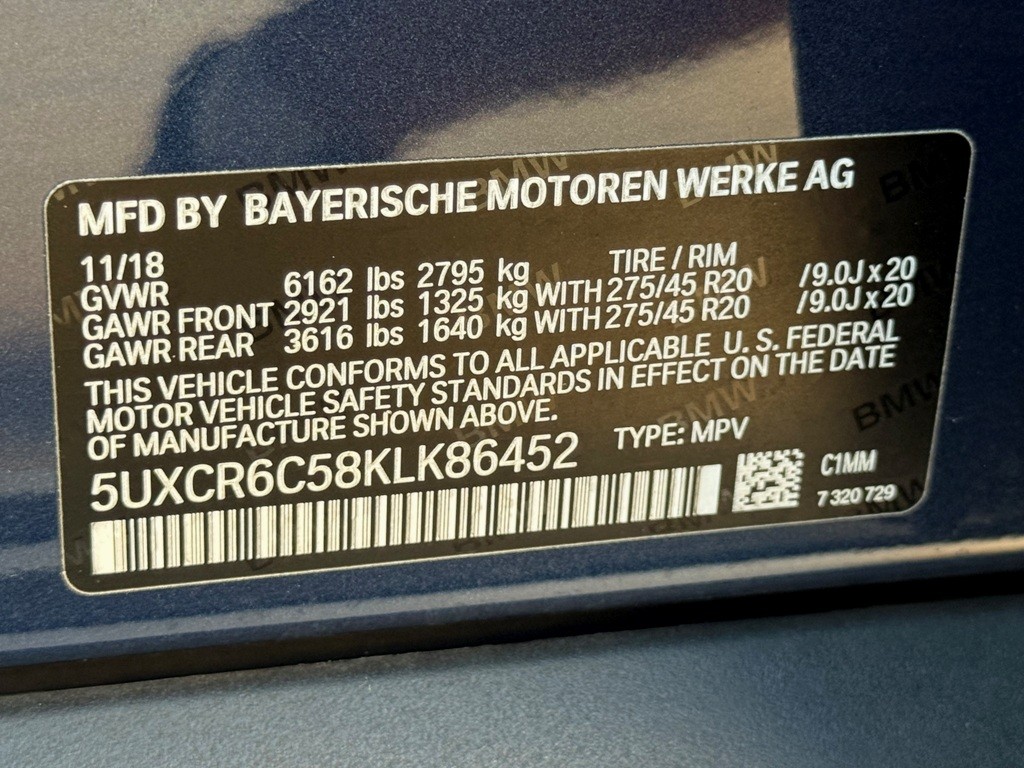 MFD BY BAYERISCHE MOTOREN WERKE AG
11/18 TIRE / RIM
GVWR 6162 lbs 2795 kg
GAWR FRONT 2921 lbs 1325 kg WITH 275/45 R20 /9.0J x 20
GAWR REAR 3616 lbs 1640 kg WITH 275/45 R20 /9.0J x 20
THIS VEHICLE CONFORMS TO ALL APPLICABLE U. S. FEDERAL
MOTOR VEHICLE SAFETY STANDARDS IN EFFECT ON THE DATE
OF MANUFACTURE SHOWN ABOVE.
5UXCR6C58KLK86452 TYPE: MPV
C1MM
7 320 729